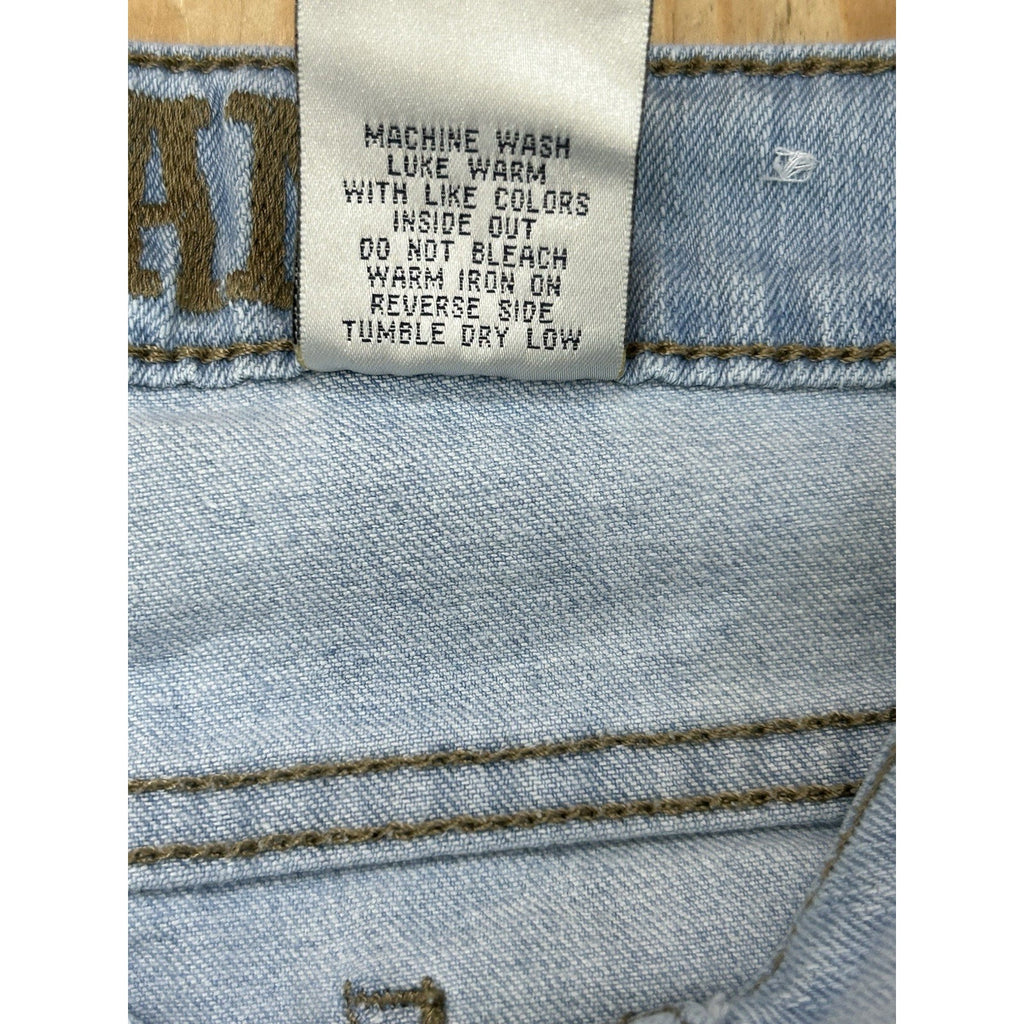 MACHINE WASH
LUKE WARM
WITH LIKE COLORS
INSIDE OUT
DO NOT BLEACH
WARM IRON ON
REVERSE SIDE
TUMBLE DRY LOW